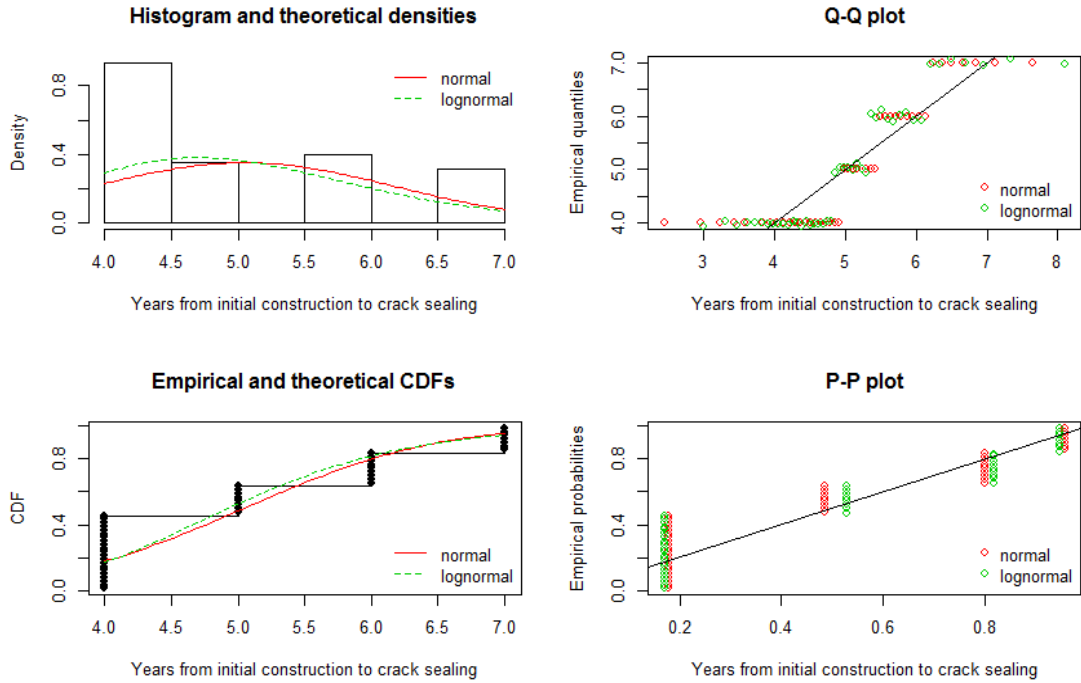 Histogram and theoretical densities
Density
0.0 0.4 0.8
normal
lognormal
4.0 4.5 5.0 5.5 6.0 6.5 7.0
Years from initial construction to crack sealing
Q-Q plot
Empirical quantiles
4.0 5.0 6.0 7.0
normal
lognormal
3 4 5 6 7 8
Years from initial construction to crack sealing
Empirical and theoretical CDFs
CDF
0.0 0.4 0.8
normal
lognormal
4.0 4.5 5.0 5.5 6.0 6.5 7.0
Years from initial construction to crack sealing
P-P plot
Empirical probabilities
0.0 0.4 0.8
normal
lognormal
0.2 0.4 0.6 0.8
Years from initial construction to crack sealing